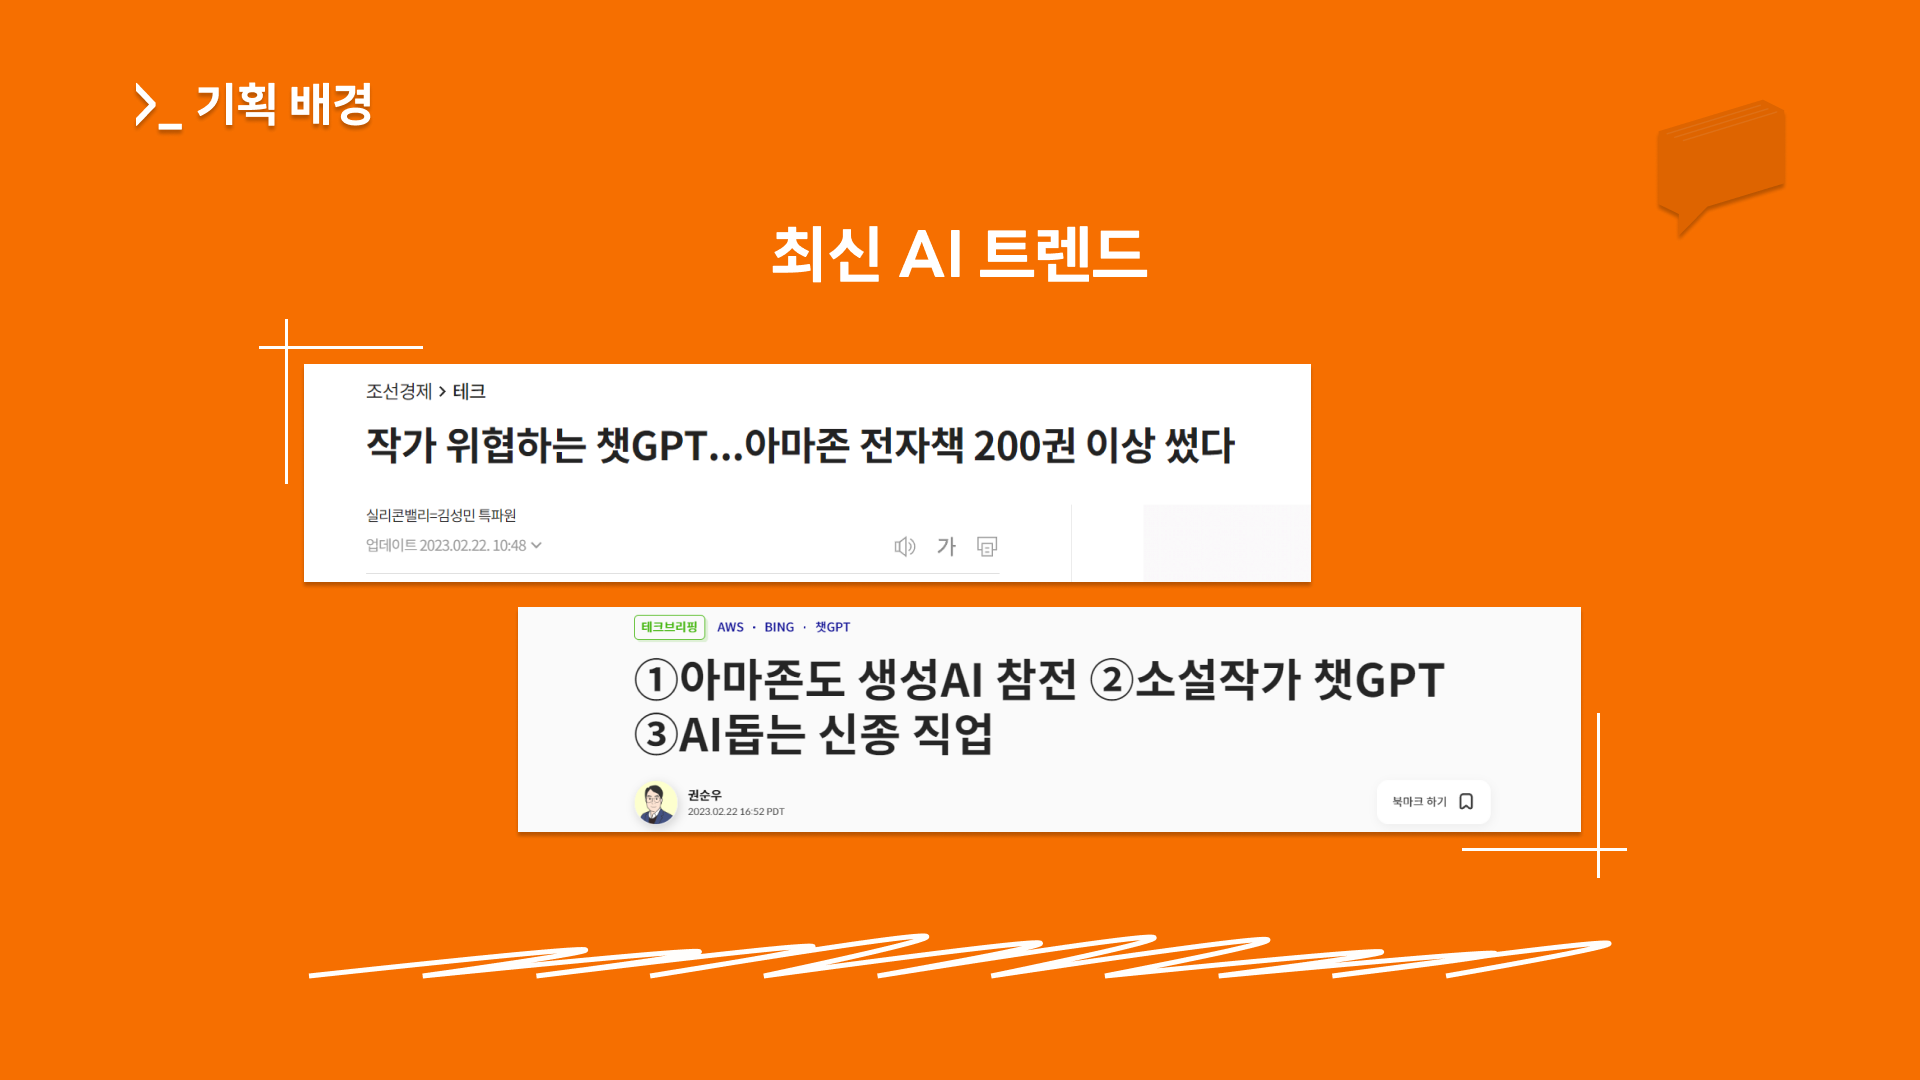 >_ 기획 배경
최신 AI 트렌드
조선경제 > 테크
작가 위협하는 챗GPT...아마존 전자책 200권 이상 썼다
실리콘밸리=김성민 특파원
업데이트 2023.02.22. 10:48
가
테크브리핑 AWS · BING · 챗GPT
①아마존도 생성AI 참전 ②소설작가 챗GPT
③AI돕는 신종 직업
권순우
2023.02.22 16:52 PDT
북마크 하기